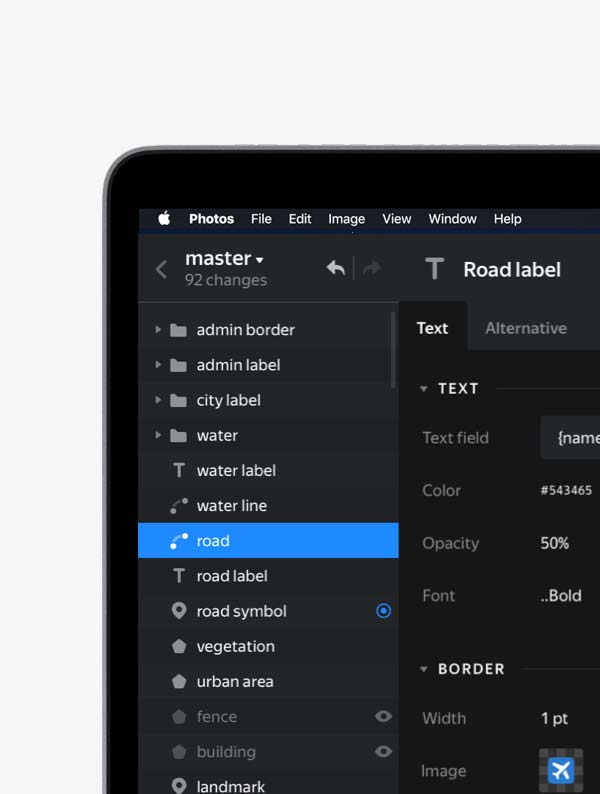 Photos File Edit Image View Window Help
master
92 changes
Road label
admin border
admin label
city label
water
water label
water line
road
road label
road symbol
vegetation
urban area
fence
building
landmark
Text Alternative
TEXT
Text field {name
Color #543465
Opacity 50%
Font ..Bold
BORDER
Width 1 pt
Image